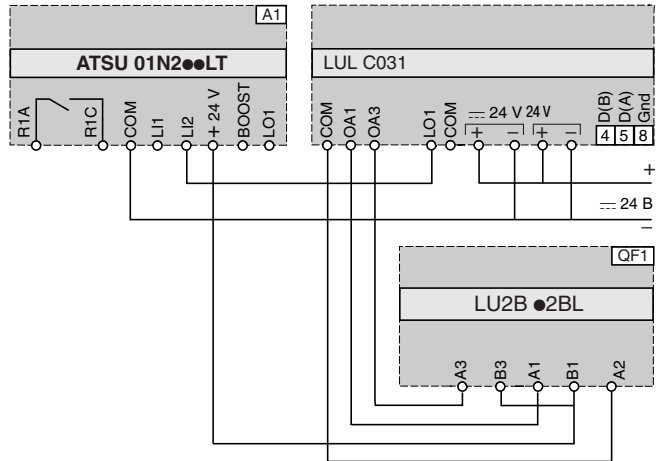 A1
ATSU 01N2●●LT
R1A
R1C
COM
LI1
LI2
+ 24 V
BOOST
LO1
LUL C031
COM
OA1
OA3
LO1
COM
24 V
24 V
+
−
+
−
D(B)
D(A)
Gnd
4 5 8
+
24 В
−
QF1
LU2B ●2BL
A3
B3
A1
B1
A2